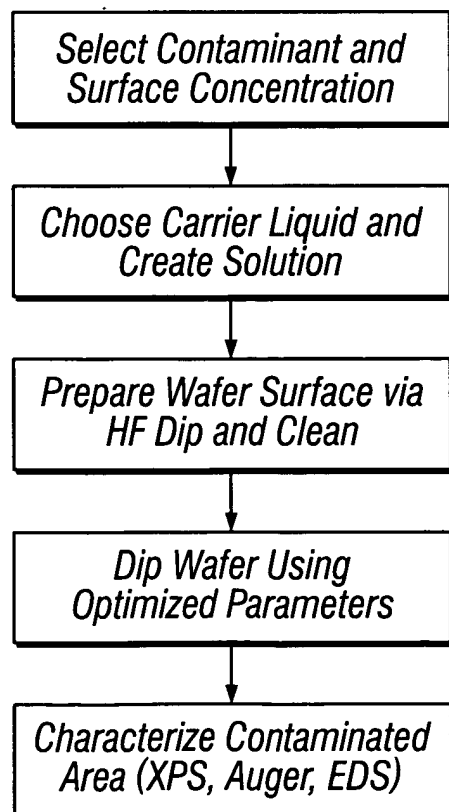 Select Contaminant and
Surface Concentration
Choose Carrier Liquid and
Create Solution
Prepare Wafer Surface via
HF Dip and Clean
Dip Wafer Using
Optimized Parameters
Characterize Contaminated
Area (XPS, Auger, EDS)